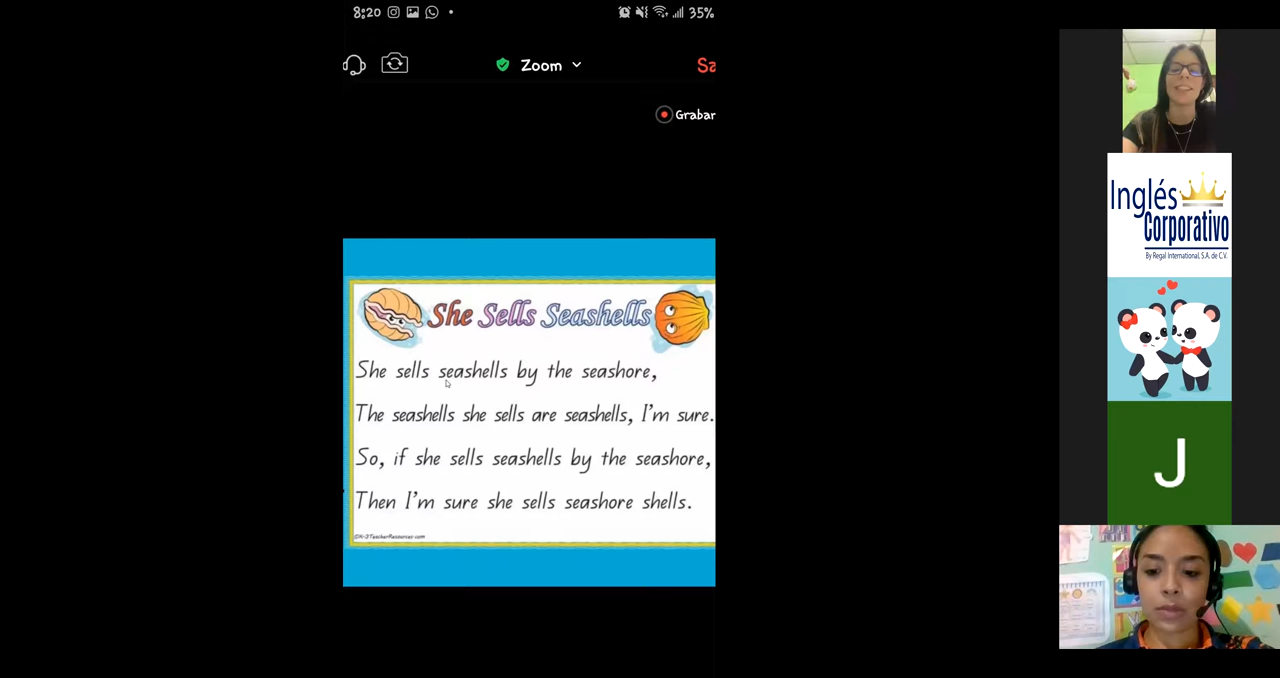 8:20
35%
Zoom
Sa
Grabar
She Sells Seashells
She sells seashells by the seashore,
The seashells she sells are seashells, I'm sure.
So, if she sells seashells by the seashore,
Then I'm sure she sells seashore shells.
©K-3TeacherResources.com
Inglés
Corporativo
By Regal International, S.A. de C.V.
J